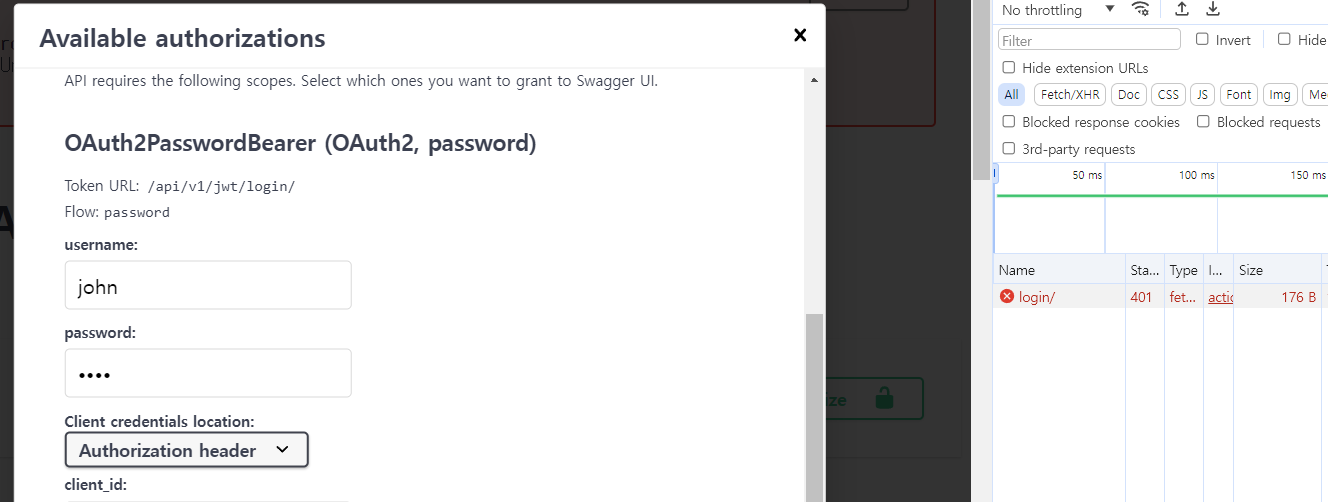 Available authorizations
API requires the following scopes. Select which ones you want to grant to Swagger UI.
OAuth2PasswordBearer (OAuth2, password)
Token URL: /api/v1/jwt/login/
Flow: password
username:
john
password:
••••
Client credentials location:
Authorization header
client_id:
ize
No throttling
Filter
Invert
Hide
Hide extension URLs
All
Fetch/XHR
Doc
CSS
JS
Font
Img
Me
Blocked response cookies
Blocked requests
3rd-party requests
50 ms
100 ms
150 ms
Name
Sta...
Type
I...
Size
login/
401
fet...
actio
176 B